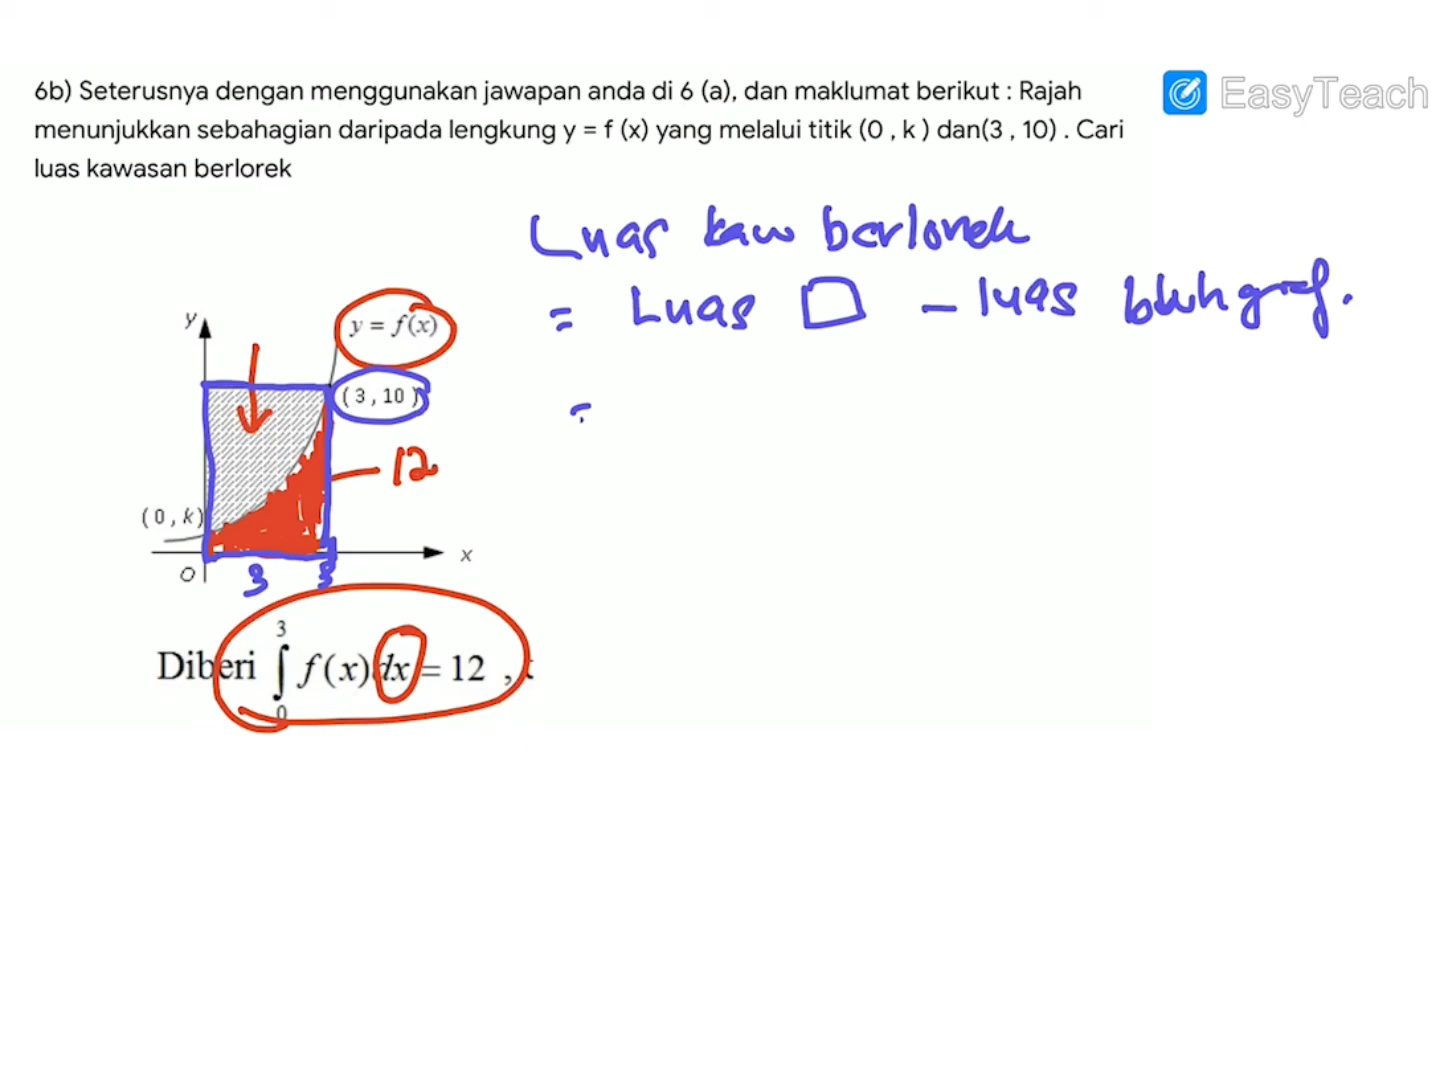 6b) Seterusnya dengan menggunakan jawapan anda di 6 (a), dan maklumat berikut : Rajah
menunjukkan sebahagian daripada lengkung y = f (x) yang melalui titik (0 , k ) dan(3 , 10) . Cari
luas kawasan berlorek
EasyTeach
Luas kaw berlorek
= Luas □ - luas bwh graf.
=
y
y = f(x)
(3, 10)
12
(0, k)
x
O
3
3
Diberi ∫₀³ f(x) dx = 12 ,